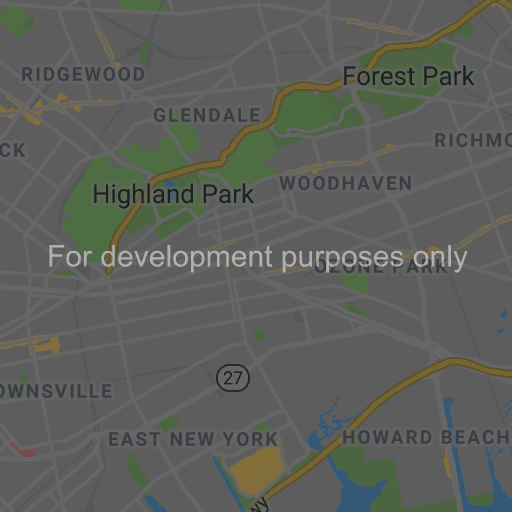 RIDGEWOOD
Forest Park
GLENDALE
RICHMO
CK
WOODHAVEN
Highland Park
For development purposes only
OZONE PARK
27
OWNSVILLE
EAST NEW YORK
HOWARD BEACH
wy